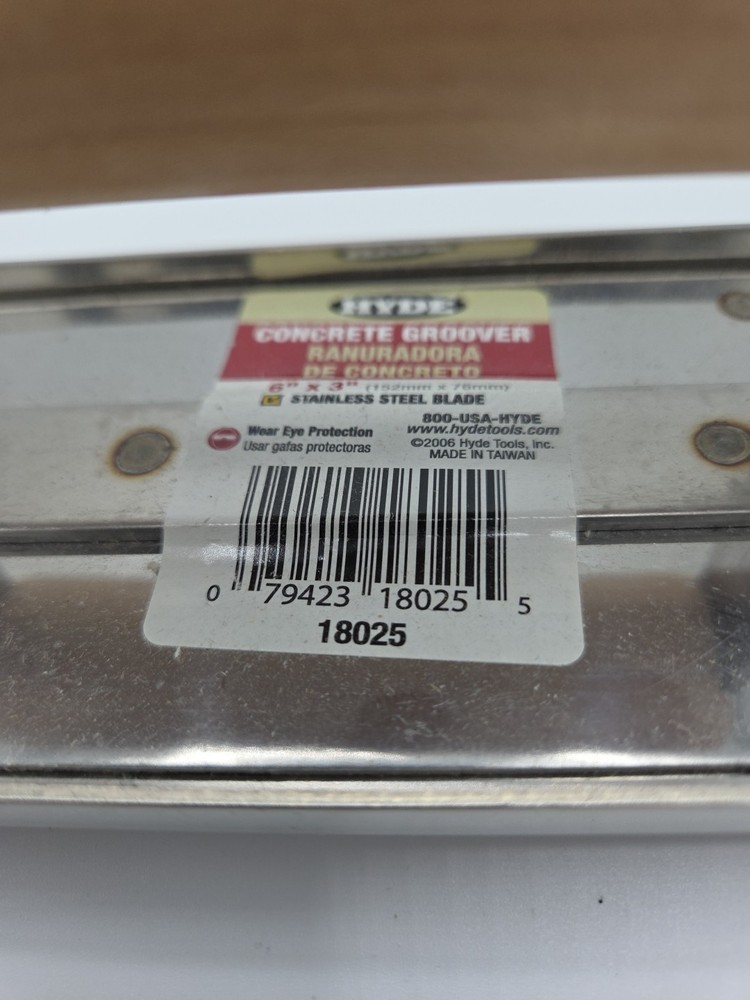 HYDE
CONCRETE GROOVER
RANURADORA
DE CONCRETO
6" x 3" (152mm x 76mm)
STAINLESS STEEL BLADE
800-USA-HYDE
www.hydetools.com
©2006 Hyde Tools, Inc.
MADE IN TAIWAN
Wear Eye Protection
Usar gafas protectoras
0 79423 18025 5
18025